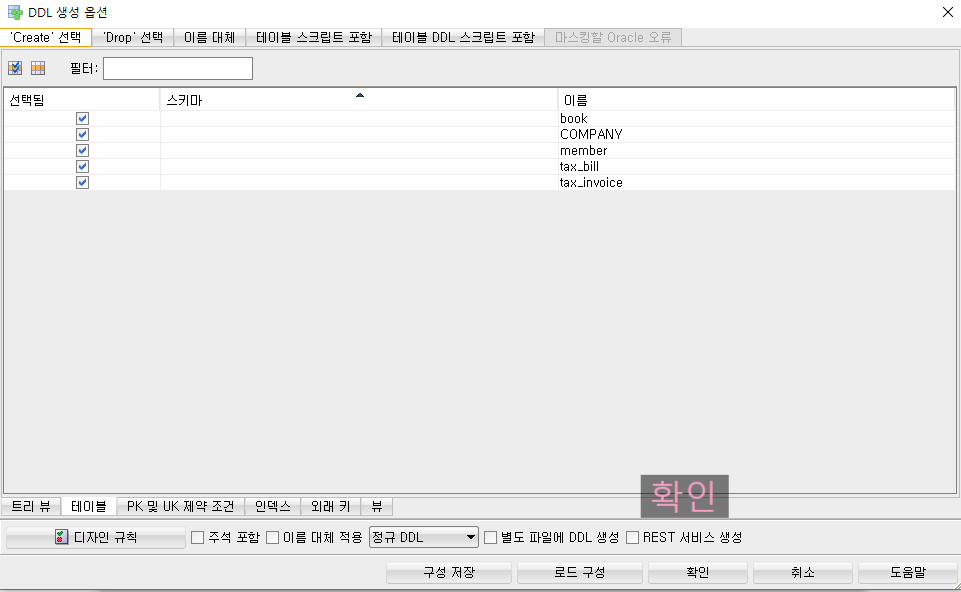 DDL 생성 옵션
'Create' 선택 'Drop' 선택 이름 대체 테이블 스크립트 포함 테이블 DDL 스크립트 포함 마스킹할 Oracle 오류
필터:
선택됨 스키마 이름
book
COMPANY
member
tax_bill
tax_invoice
확인
트리 뷰 테이블 PK 및 UK 제약 조건 인덱스 외래 키 뷰
디자인 규칙 주석 포함 이름 대체 적용 정규 DDL 별도 파일에 DDL 생성 REST 서비스 생성
구성 저장 로드 구성 확인 취소 도움말